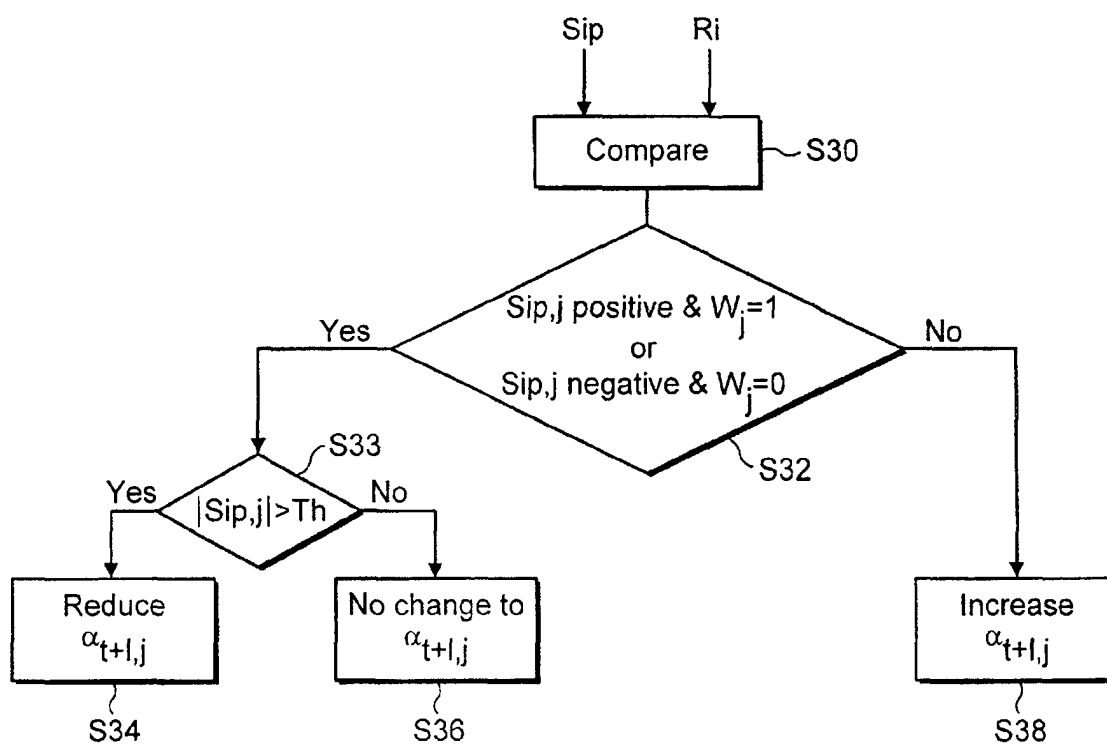 Sip Ri
Compare
S30
Sip,j positive & Wj=1
or
Sip,j negative & Wj=0
Yes
No
S32
S33
|Sip,j|>Th
Yes
No
Reduce
αt+l,j
No change to
αt+l,j
Increase
αt+l,j
S34
S36
S38